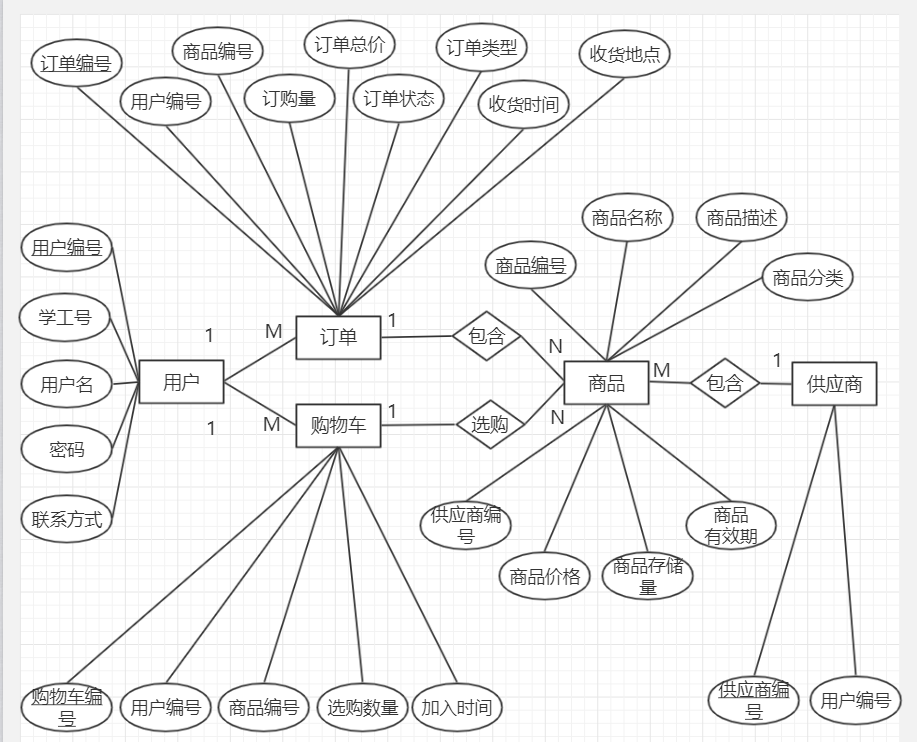 订单编号
用户编号
商品编号
订购量
订单总价
订单状态
订单类型
收货时间
收货地点
用户编号
学工号
用户名
密码
联系方式
用户
1
M
1
M
订单
购物车
1
包含
N
1
选购
N
商品名称
商品描述
商品编号
商品分类
商品
M
包含
1
供应商
供应商编
号
商品价格
商品存储
量
商品
有效期
购物车编
号
用户编号
商品编号
选购数量
加入时间
供应商编
号
用户编号